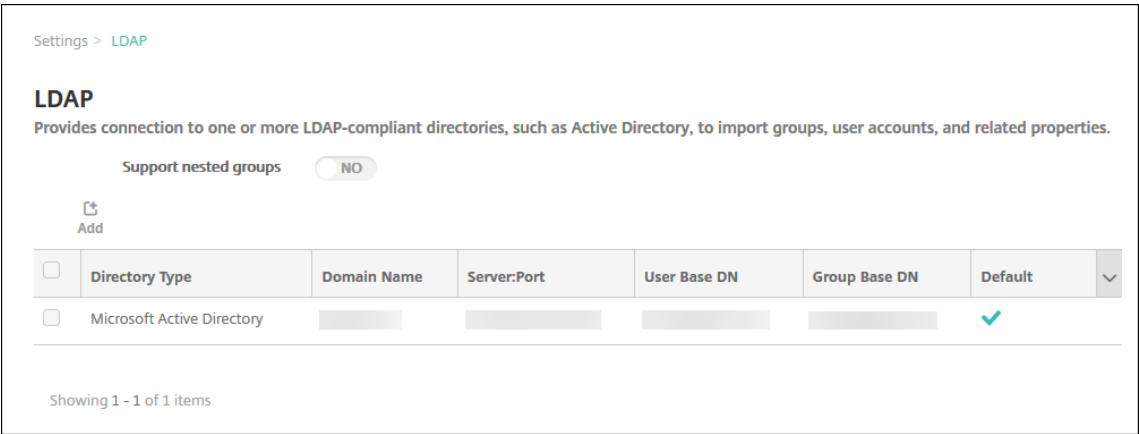 Settings > LDAP
LDAP
Provides connection to one or more LDAP-compliant directories, such as Active Directory, to import groups, user accounts, and related properties.
Support nested groups NO
Add
Directory Type Domain Name Server:Port User Base DN Group Base DN Default
Microsoft Active Directory
Showing 1 - 1 of 1 items